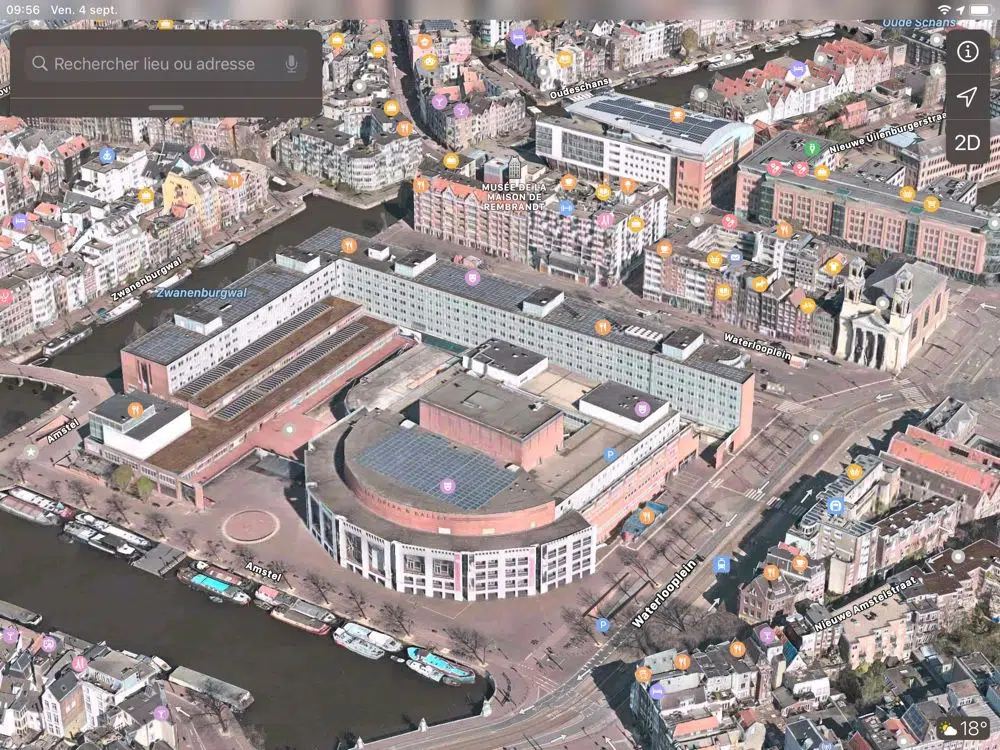 09:56 Ven. 4 sept.
Oude Schans
Rechercher lieu ou adresse
2D
Oudeschans
Nieuwe Uilenburgerstraa
MUSÉE DE LA
MAISON DE
REMBRANDT
Zwanenburgwal
Zwanenburgwal
Waterlooplein
Amstel
P
Amstel
Waterlooplein
P
Nieuwe Amstelstraat
18°